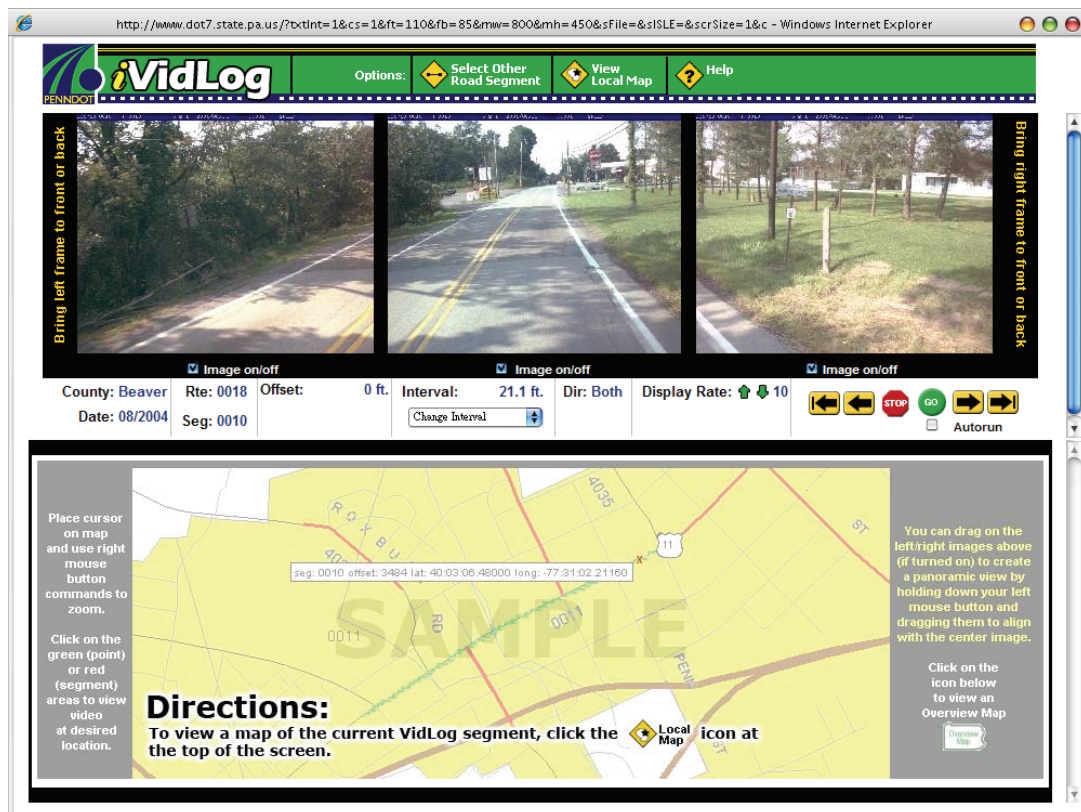 http://www.dot7.state.pa.us/?txtInt=1&cs=1&ft=110&fb=85&mw=800&mh=450&sFile=&slSLE=&scrSize=1&c - Windows Internet Explorer
PENNDOT
iVidLog
Options:
Select Other
Road Segment
View
Local Map
Help
Bring left frame to front or back
Bring right frame to front or back
Image on/off
Image on/off
Image on/off
County: Beaver
Date: 08/2004
Rte: 0018
Seg: 0010
Offset: 0 ft.
Interval: 21.1 ft.
Change Interval
Dir: Both
Display Rate: 10
STOP
GO
Autorun
Place cursor
on map
and use right
mouse
button
commands to
zoom.
Click on the
green (point)
or red
(segment)
areas to view
video
at desired
location.
ROXBU
4035
ST
11
x
seg: 0010 offset: 3484 lat: 40:03:06.48000 long: -77:31:02.21160
SAMPLE
0011
RD
0011
PENN
Directions:
To view a map of the current VidLog segment, click the Local Map icon at
the top of the screen.
You can drag on the
left/right images above
(if turned on) to create
a panoramic view by
holding down your left
mouse button and
dragging them to align
with the center image.
Click on the
icon below
to view an
Overview Map
Overview
Map